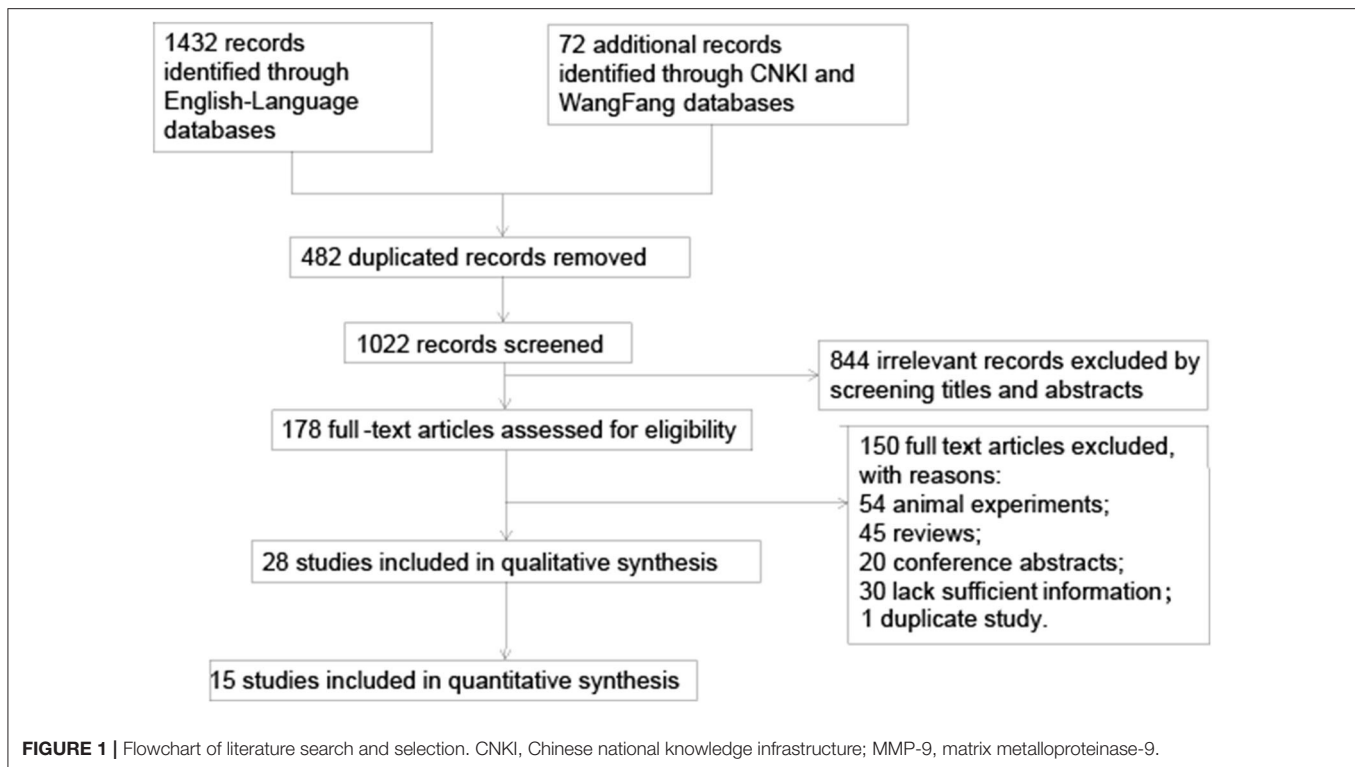 1432 records
identified through
English-Language
databases
72 additional records
identified through CNKI and
WangFang databases
482 duplicated records removed
1022 records screened
844 irrelevant records excluded by
screening titles and abstracts
178 full-text articles assessed for eligibility
150 full text articles excluded,
with reasons:
54 animal experiments;
45 reviews;
20 conference abstracts;
30 lack sufficient information;
1 duplicate study.
28 studies included in qualitative synthesis
15 studies included in quantitative synthesis
FIGURE 1 | Flowchart of literature search and selection. CNKI, Chinese national knowledge infrastructure; MMP-9, matrix metalloproteinase-9.